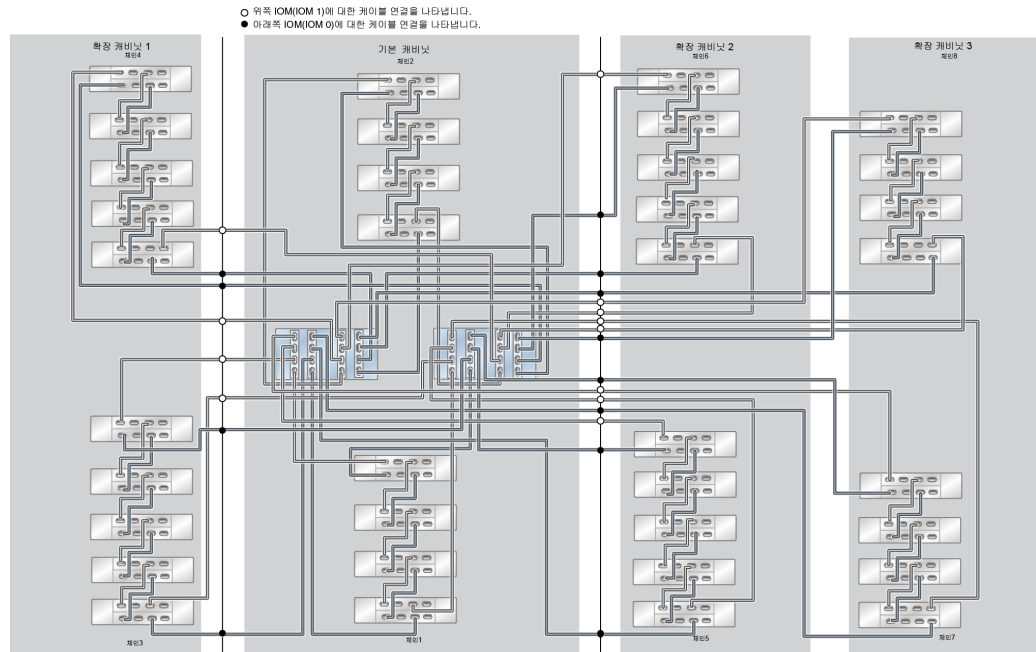 위쪽 IOM(IOM 1)에 대한 케이블 연결을 나타냅니다.
아래쪽 IOM(IOM 0)에 대한 케이블 연결을 나타냅니다.
확장 캐비닛 1
체인4
기본 캐비닛
체인2
확장 캐비닛 2
체인6
확장 캐비닛 3
체인8
체인3
체인1
체인5
체인7